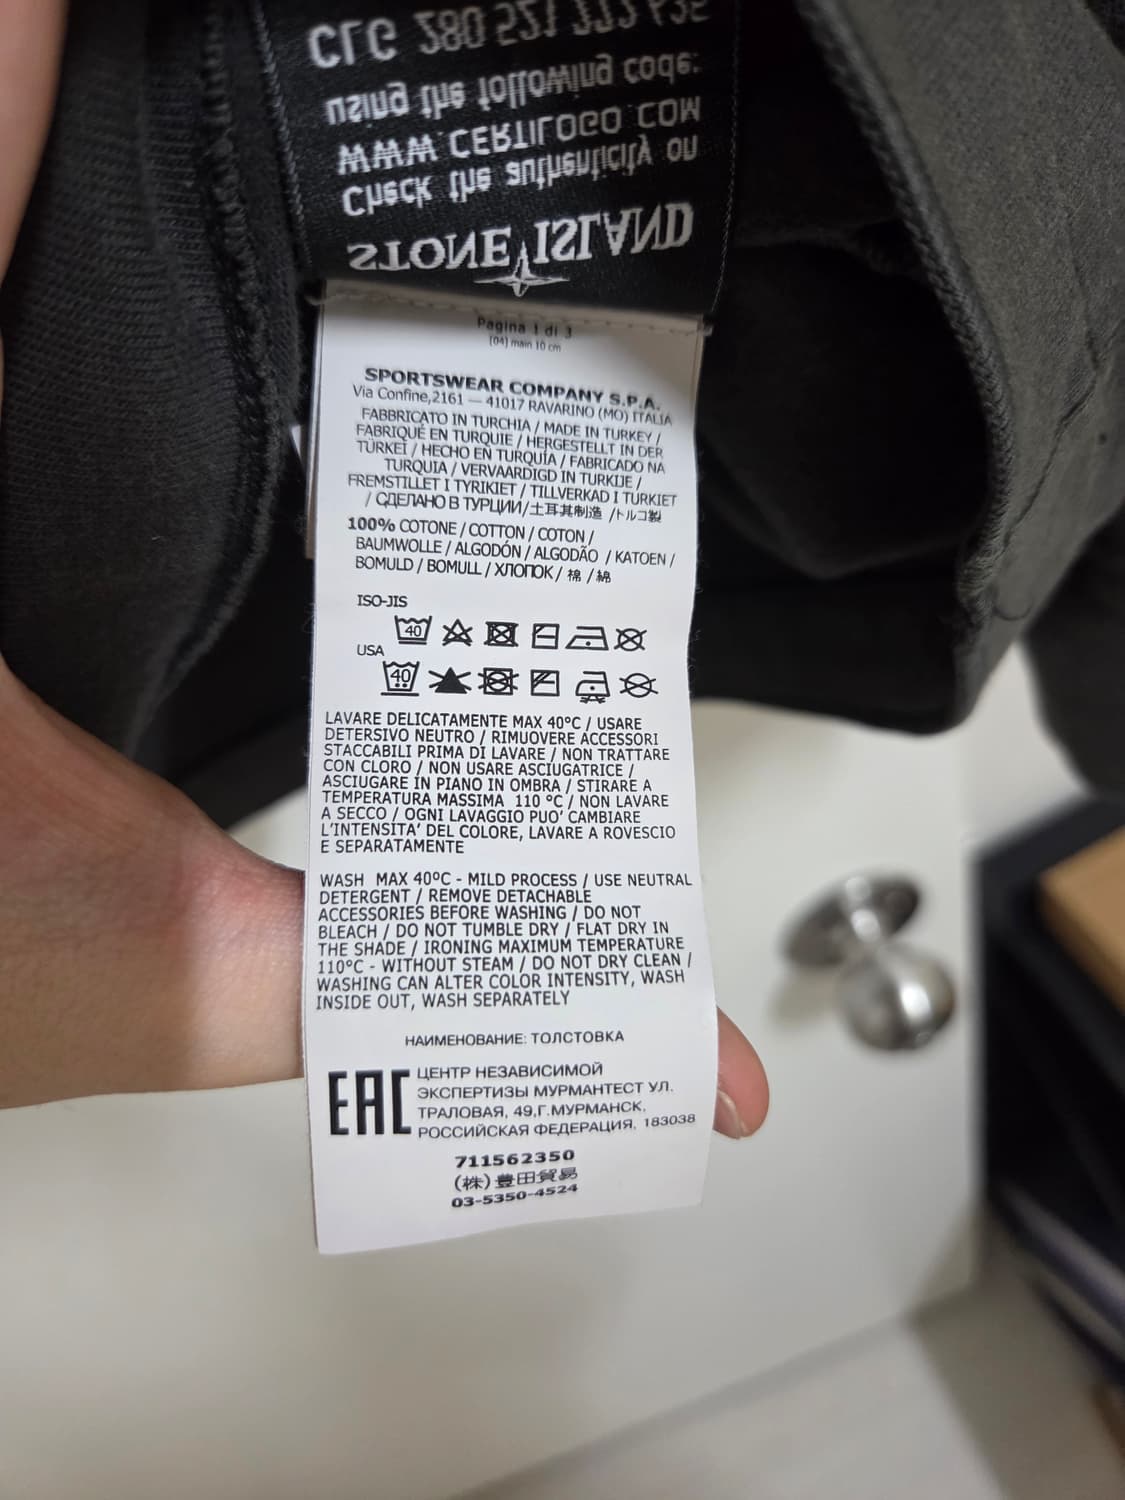 CLG 280 521 272 635
using the following code:
WWW.CERTILOGO.COM
Check the authenticity on
STONE ISLAND
Pagina 1 di 3
[04] main 10 cm
SPORTSWEAR COMPANY S.P.A.
Via Confine,2161 — 41017 RAVARINO (MO) ITALIA
FABBRICATO IN TURCHIA / MADE IN TURKEY /
FABRIQUÉ EN TURQUIE / HERGESTELLT IN DER
TÜRKEI / HECHO EN TURQUÍA / FABRICADO NA
TURQUIA / VERVAARDIGD IN TURKIJE /
FREMSTILLET I TYRIKIET / TILLVERKAD I TURKIET
/ СДЕЛАНО В ТУРЦИИ/土耳其制造 /トルコ製
100% COTONE / COTTON / COTON /
BAUMWOLLE / ALGODÓN / ALGODÃO / KATOEN /
BOMULD / BOMULL / ХЛОПОК / 棉 / 綿
ISO-JIS
40
USA
40
LAVARE DELICATAMENTE MAX 40°C / USARE
DETERSIVO NEUTRO / RIMUOVERE ACCESSORI
STACCABILI PRIMA DI LAVARE / NON TRATTARE
CON CLORO / NON USARE ASCIUGATRICE /
ASCIUGARE IN PIANO IN OMBRA / STIRARE A
TEMPERATURA MASSIMA 110 °C / NON LAVARE
A SECCO / OGNI LAVAGGIO PUO' CAMBIARE
L'INTENSITA' DEL COLORE, LAVARE A ROVESCIO
E SEPARATAMENTE
WASH MAX 40°C - MILD PROCESS / USE NEUTRAL
DETERGENT / REMOVE DETACHABLE
ACCESSORIES BEFORE WASHING / DO NOT
BLEACH / DO NOT TUMBLE DRY / FLAT DRY IN
THE SHADE / IRONING MAXIMUM TEMPERATURE
110°C - WITHOUT STEAM / DO NOT DRY CLEAN /
WASHING CAN ALTER COLOR INTENSITY, WASH
INSIDE OUT, WASH SEPARATELY
НАИМЕНОВАНИЕ: ТОЛСТОВКА
EAC
ЦЕНТР НЕЗАВИСИМОЙ
ЭКСПЕРТИЗЫ МУРМАНТЕСТ УЛ.
ТРАЛОВАЯ, 49,Г.МУРМАНСК,
РОССИЙСКАЯ ФЕДЕРАЦИЯ, 183038
711562350
(株)豊田貿易
03-5350-4524